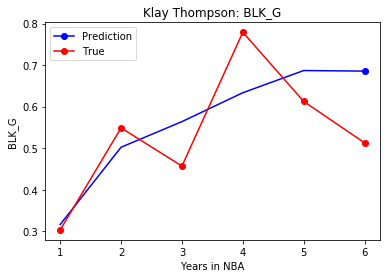 Klay Thompson: BLK_G
Prediction
True
0.8
0.7
0.6
0.5
0.4
0.3
BLK_G
1 2 3 4 5 6
Years in NBA